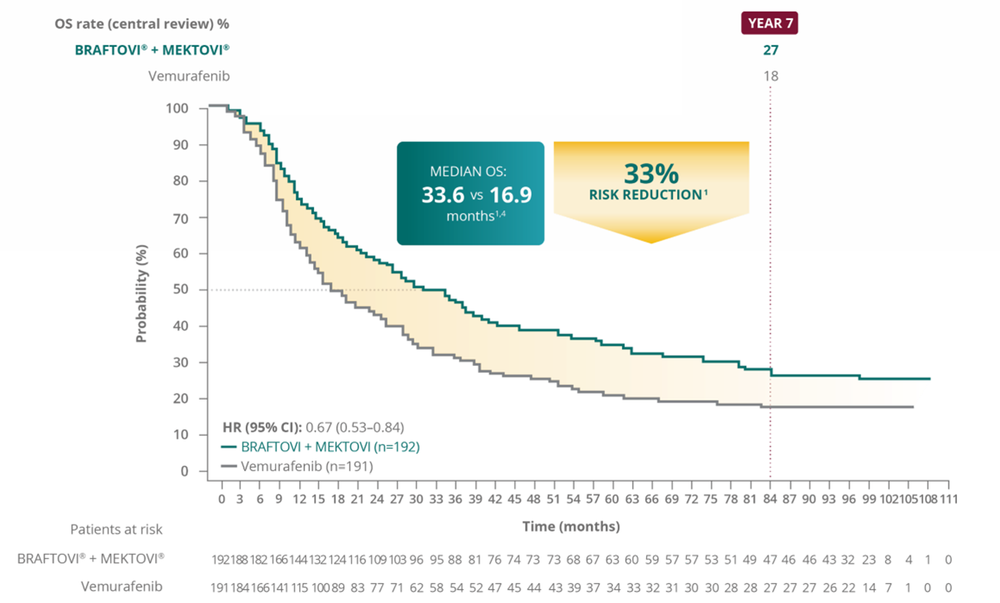 OS rate (central review) %
YEAR 7
BRAFTOVI® + MEKTOVI®
27
Vemurafenib
18
100
90
80
70
60
50
40
30
20
10
0
Probability (%)
MEDIAN OS:
33.6 vs 16.9
months1,4
33%
RISK REDUCTION1
HR (95% CI): 0.67 (0.53–0.84)
BRAFTOVI + MEKTOVI (n=192)
Vemurafenib (n=191)
0 3 6 9 12 15 18 21 24 27 30 33 36 39 42 45 48 51 54 57 60 63 66 69 72 75 78 81 84 87 90 93 96 99 102 105 108 111
Time (months)
Patients at risk
BRAFTOVI® + MEKTOVI® 192 188 182 166 144 132 124 116 109 103 96 95 88 81 76 74 73 73 68 67 63 60 59 57 57 53 51 49 47 46 46 43 32 23 8 4 1 0
Vemurafenib 191 184 166 141 115 100 89 83 77 71 62 58 54 52 47 45 44 43 39 37 34 33 32 31 30 30 28 28 27 27 27 26 22 14 7 1 0 0